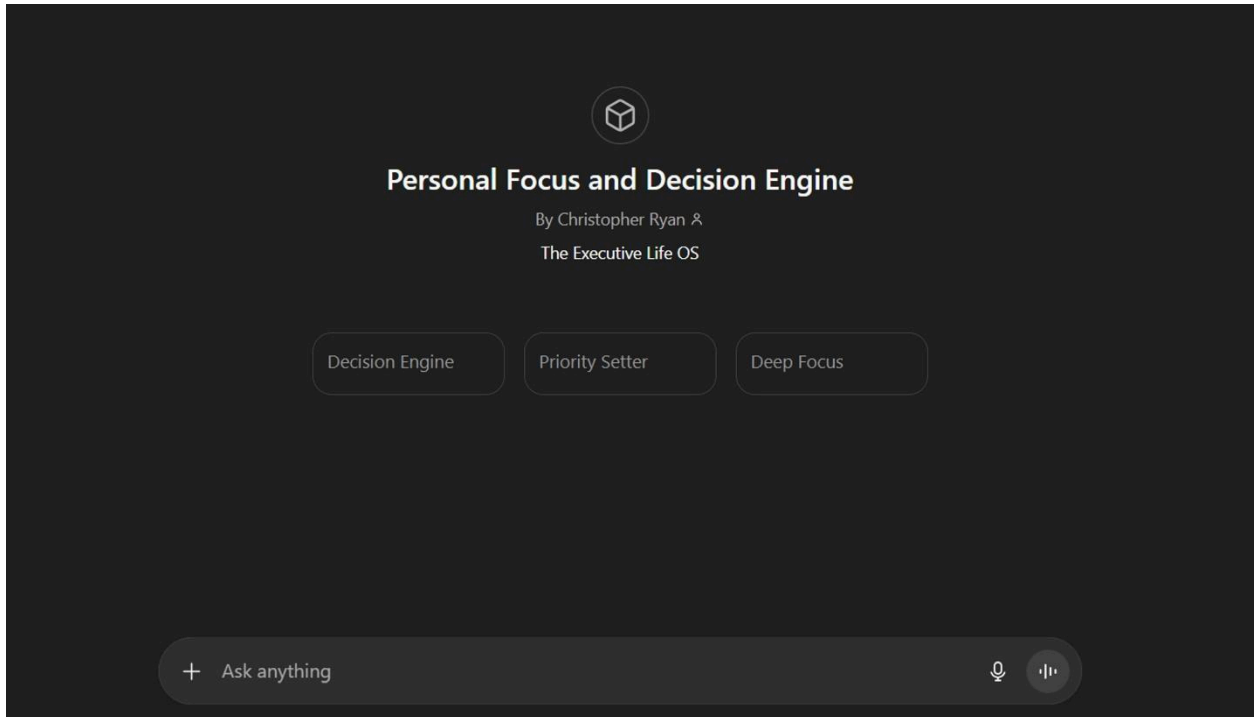 Personal Focus and Decision Engine
By Christopher Ryan
The Executive Life OS
Decision Engine
Priority Setter
Deep Focus
Ask anything